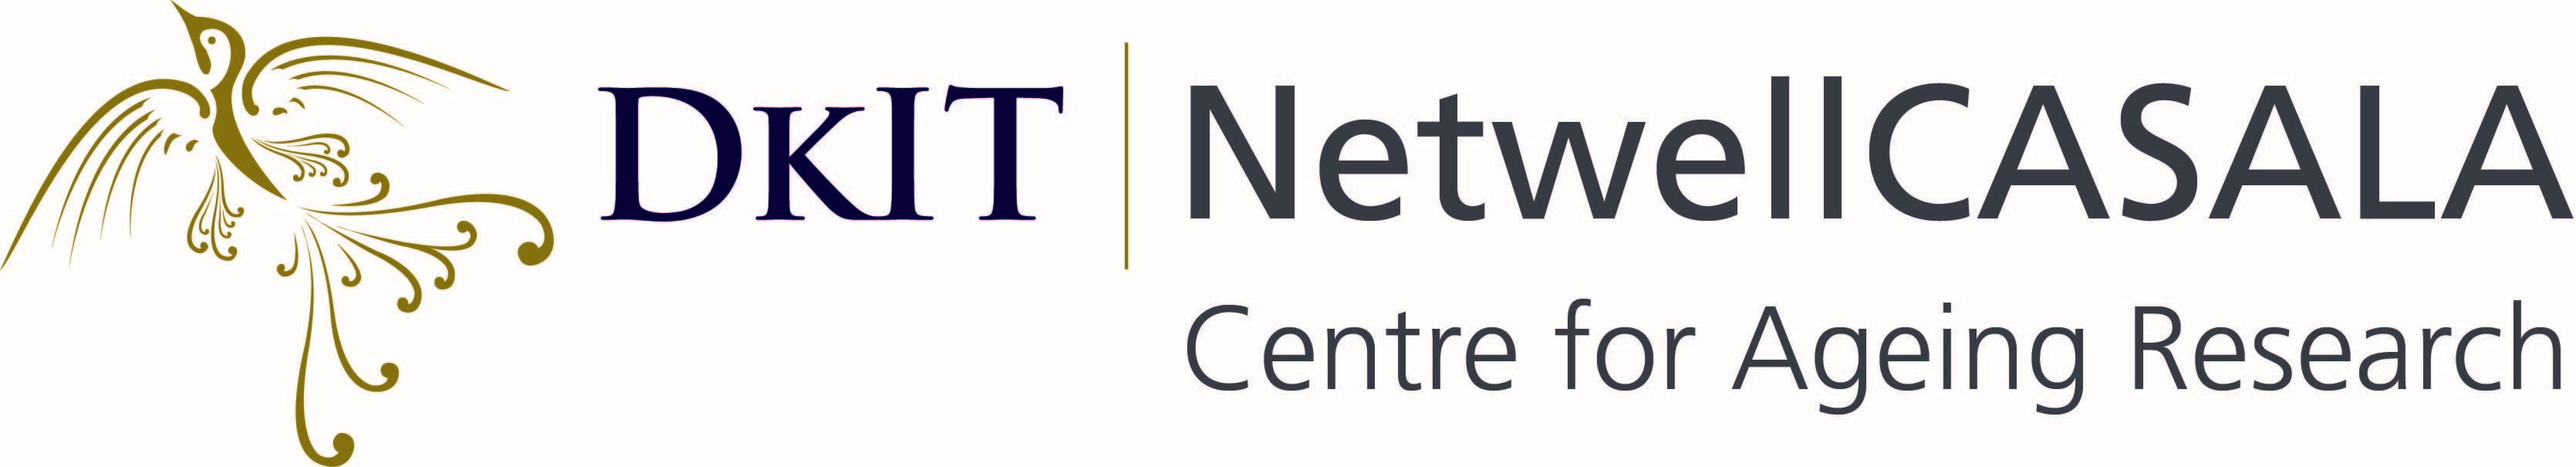 DKIT NetwellCASALA
Centre for Ageing Research